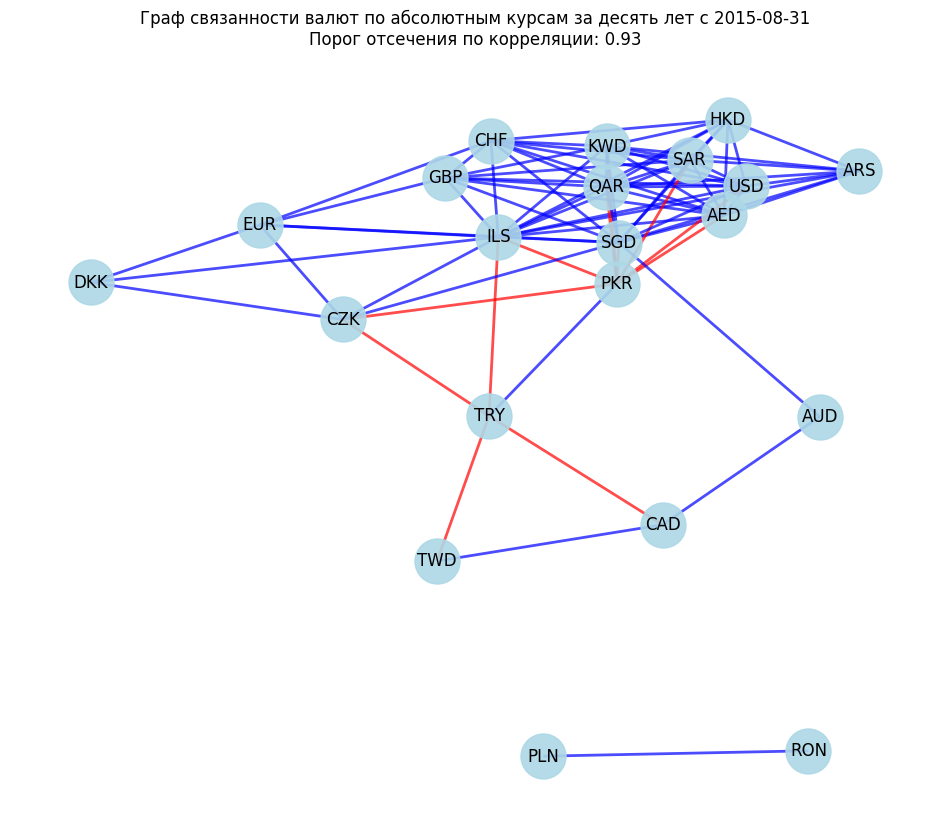 Граф связанности валют по абсолютным курсам за десять лет с 2015-08-31
Порог отсечения по корреляции: 0.93
HKD
CHF
KWD
SAR
ARS
GBP
QAR
USD
AED
EUR
ILS
SGD
DKK
PKR
CZK
TRY
AUD
CAD
TWD
PLN
RON